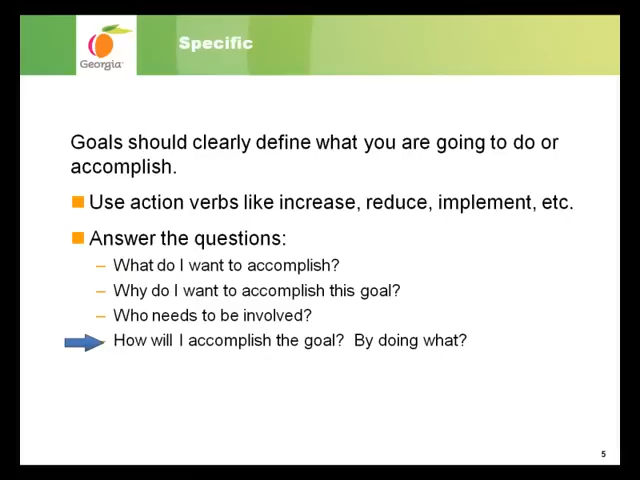 Specific
Georgia
Goals should clearly define what you are going to do or
accomplish.
Use action verbs like increase, reduce, implement, etc.
Answer the questions:
– What do I want to accomplish?
– Why do I want to accomplish this goal?
– Who needs to be involved?
How will I accomplish the goal?  By doing what?
5